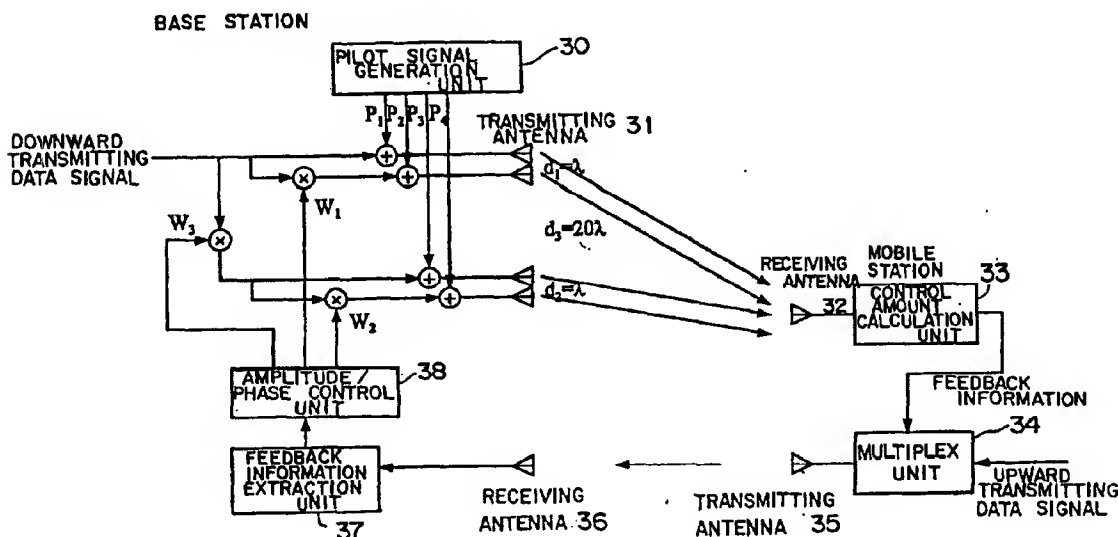 BASE STATION
PILOT SIGNAL
GENERATION
UNIT
30
P1 P2 P3 P4
TRANSMITTING
ANTENNA
31
DOWNWARD
TRANSMITTING
DATA SIGNAL
d1=λ
W1
W3
d3=20λ
MOBILE
STATION
RECEIVING
ANTENNA
32
CONTROL
AMOUNT
CALCULATION
UNIT
33
d2=λ
W2
AMPLITUDE/
PHASE CONTROL
UNIT
38
FEEDBACK
INFORMATION
34
FEEDBACK
INFORMATION
EXTRACTION
UNIT
37
MULTIPLEX
UNIT
RECEIVING
ANTENNA 36
TRANSMITTING
ANTENNA 35
UPWARD
TRANSMITTING
DATA SIGNAL